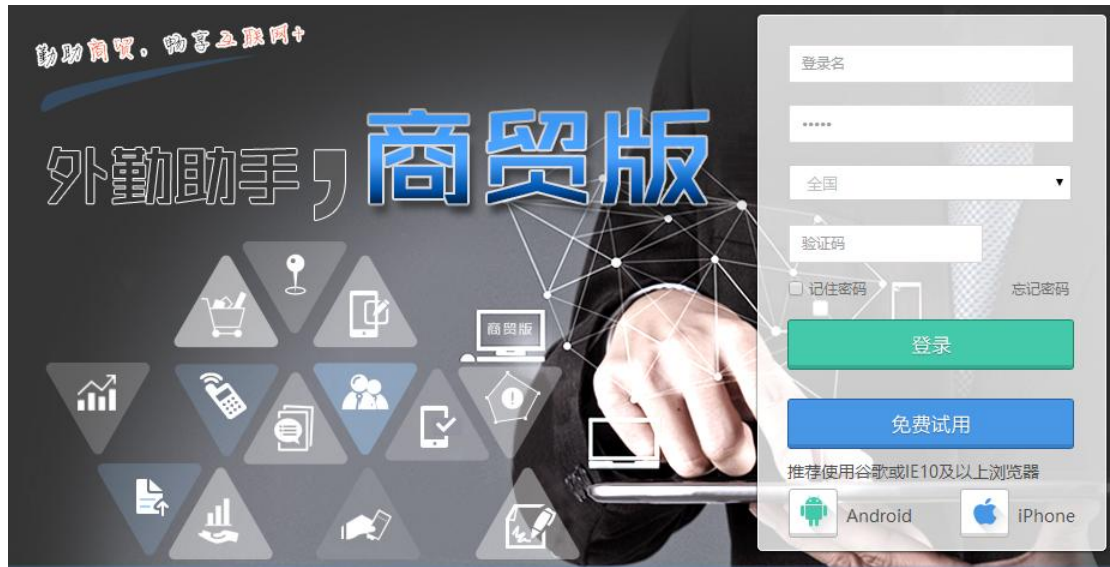 勤助商贸，畅享互联网+
外勤助手，商贸版
商贸版
登录名
•••••
全国
验证码
记住密码 忘记密码
登录
免费试用
推荐使用谷歌或IE10及以上浏览器
Android iPhone